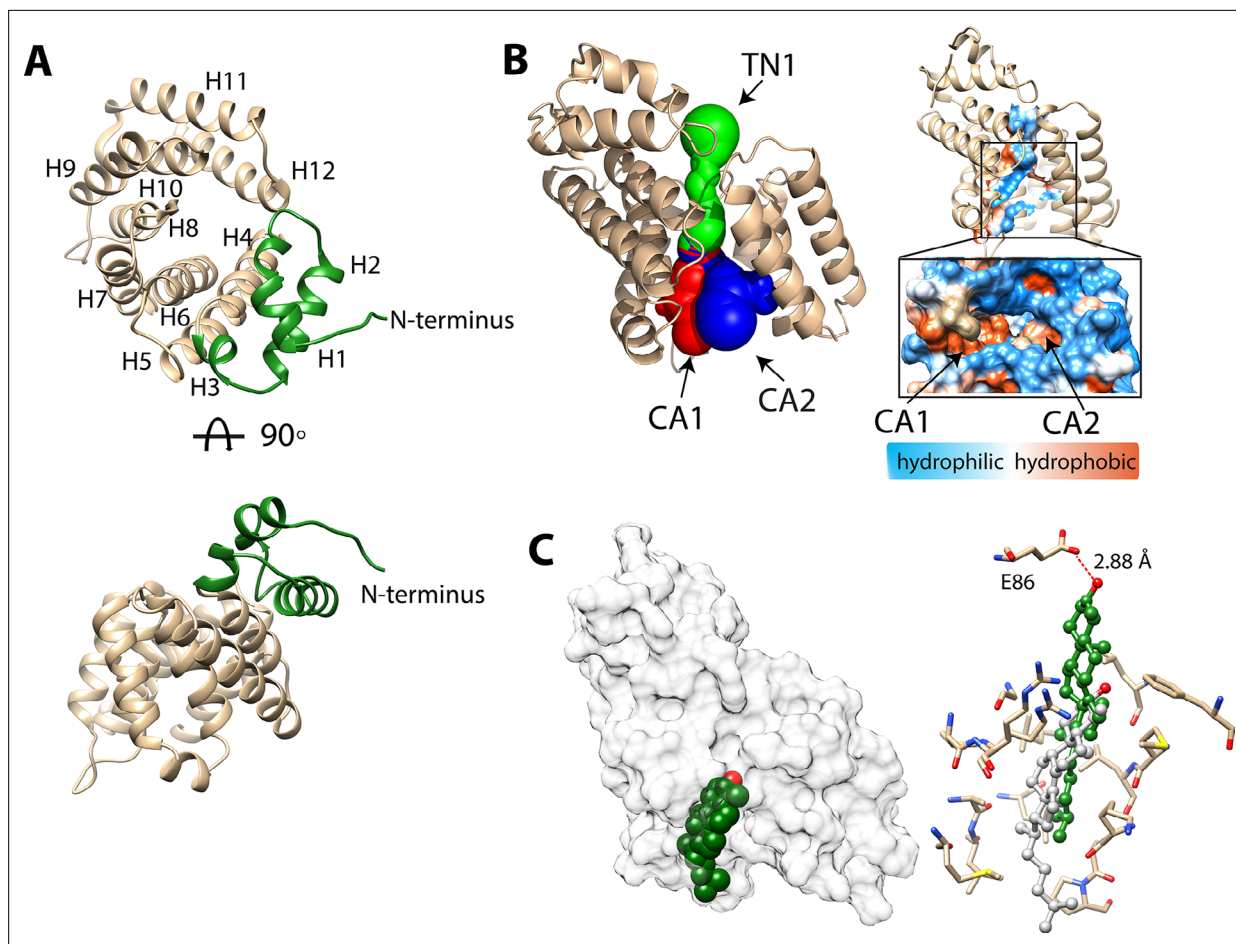 A
H11
H9
H10
H12
H8
H4
H2
H7
H6
N-terminus
H5
H3
H1
90°
N-terminus
B
TN1
CA1
CA2
CA1
CA2
hydrophilic
hydrophobic
C
E86
2.88 Å